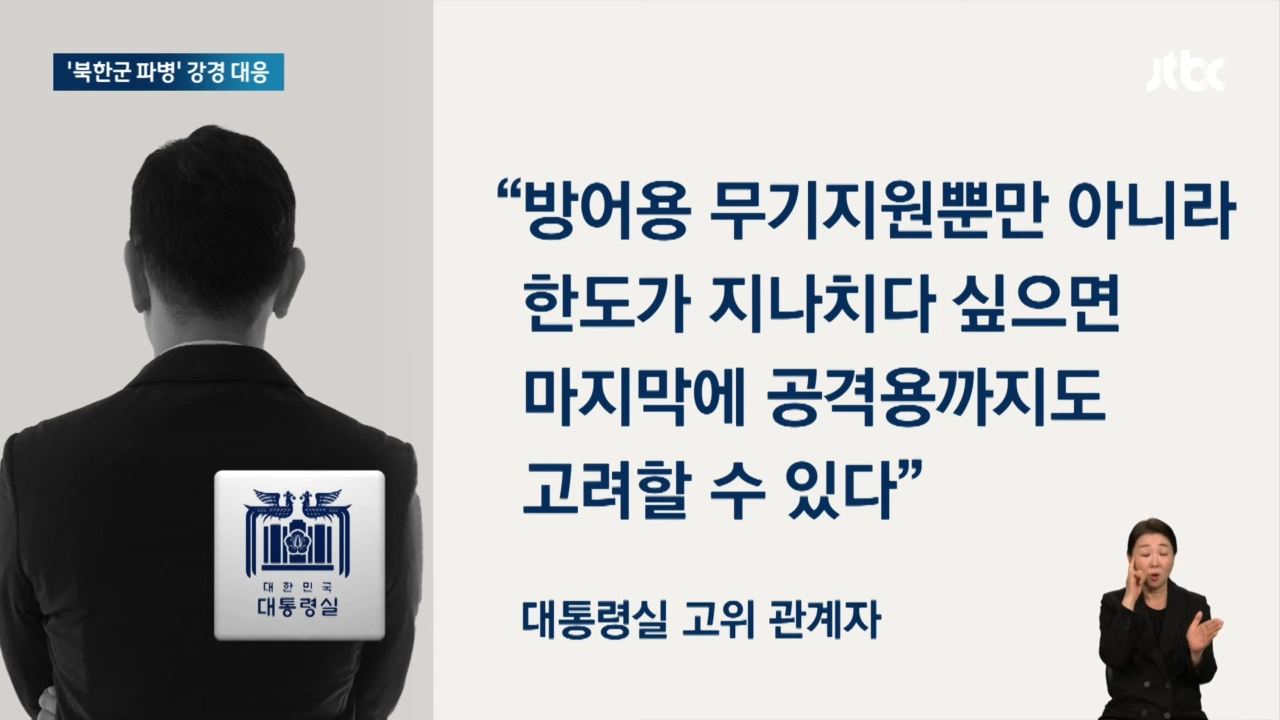 '북한군 파병' 강경 대응
jtbc
“방어용 무기지원뿐만 아니라
한도가 지나치다 싶으면
마지막에 공격용까지도
고려할 수 있다”
대통령실 고위 관계자
대한민국
대통령실